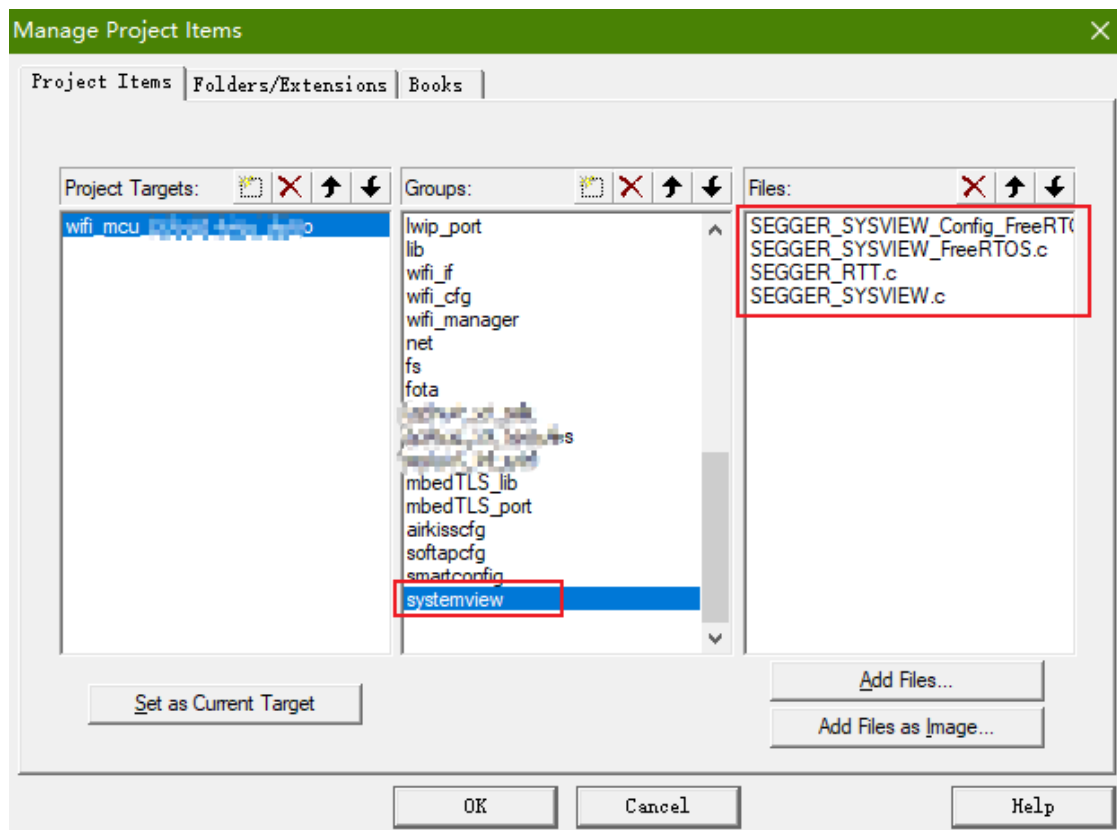 Manage Project Items
Project Items Folders/Extensions Books
Project Targets: Groups: Files:
wifi_mcu
lwip_port
lib
wifi_if
wifi_cfg
wifi_manager
net
fs
fota
mbedTLS_lib
mbedTLS_port
airkisscfg
softapcfg
smartconfig
systemview
SEGGER_SYSVIEW_Config_FreeRTO
SEGGER_SYSVIEW_FreeRTOS.c
SEGGER_RTT.c
SEGGER_SYSVIEW.c
Set as Current Target
Add Files...
Add Files as Image...
OK Cancel Help